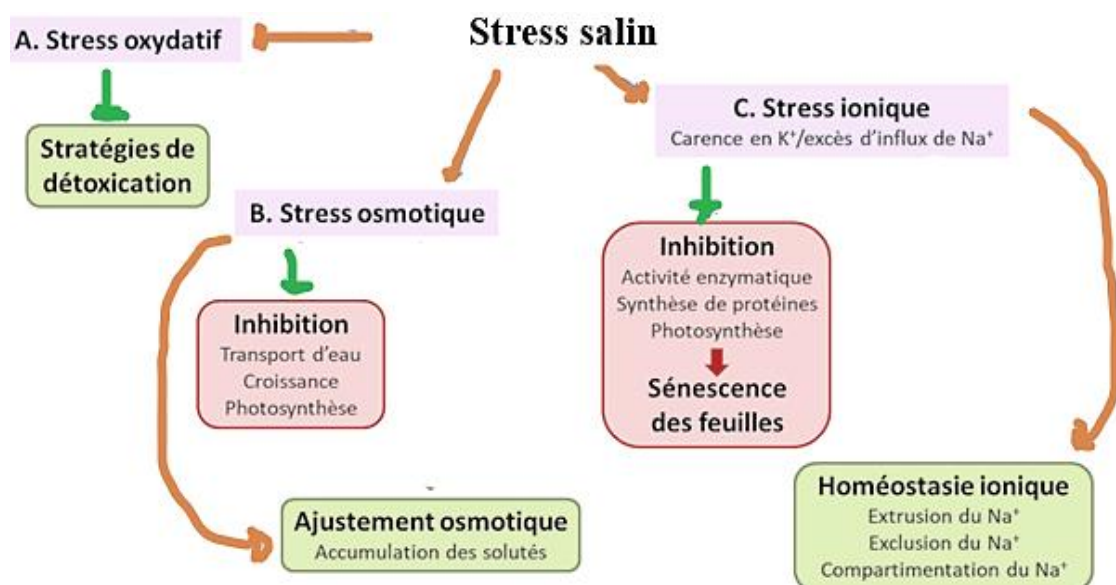 Stress salin
A. Stress oxydatif
Stratégies de
détoxication
B. Stress osmotique
Inhibition
Transport d'eau
Croissance
Photosynthèse
Ajustement osmotique
Accumulation des solutés
C. Stress ionique
Carence en K⁺/excès d'influx de Na⁺
Inhibition
Activité enzymatique
Synthèse de protéines
Photosynthèse
Sénescence
des feuilles
Homéostasie ionique
Extrusion du Na⁺
Exclusion du Na⁺
Compartimentation du Na⁺